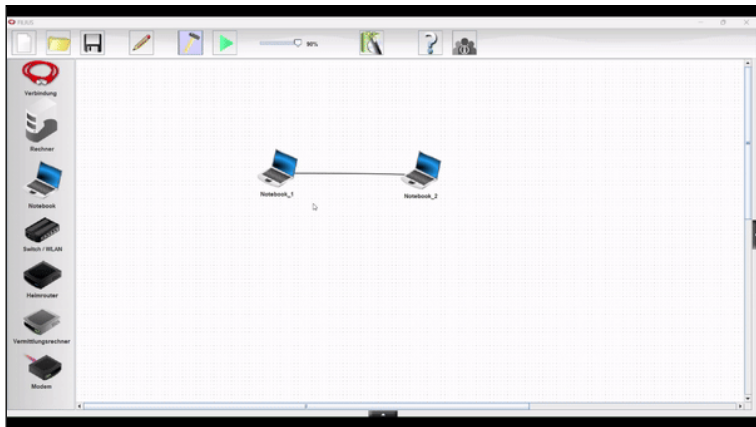 FILIUS
90%
Verbindung
Rechner
Notebook
Switch / WLAN
Heimrouter
Vermittlungsrechner
Modem
Notebook_1
Notebook_2